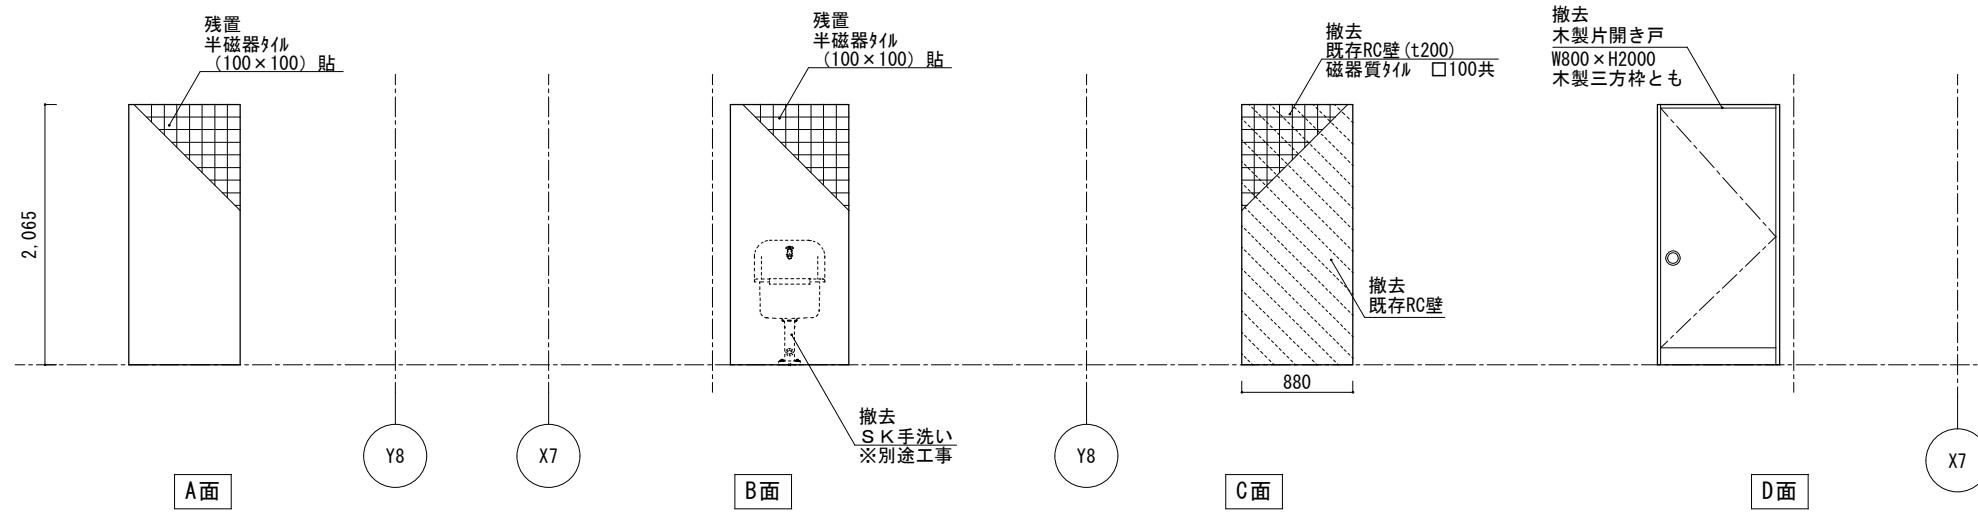 残置
半磁器ﾀｲﾙ
(100×100) 貼
2,065
A面
Y8
X7
残置
半磁器ﾀｲﾙ
(100×100) 貼
撤去
ＳＫ手洗い
※別途工事
B面
Y8
撤去
既存RC壁(t200)
磁器質ﾀｲﾙ　□100共
撤去
既存RC壁
880
C面
撤去
木製片開き戸
W800×H2000
木製三方枠とも
D面
X7